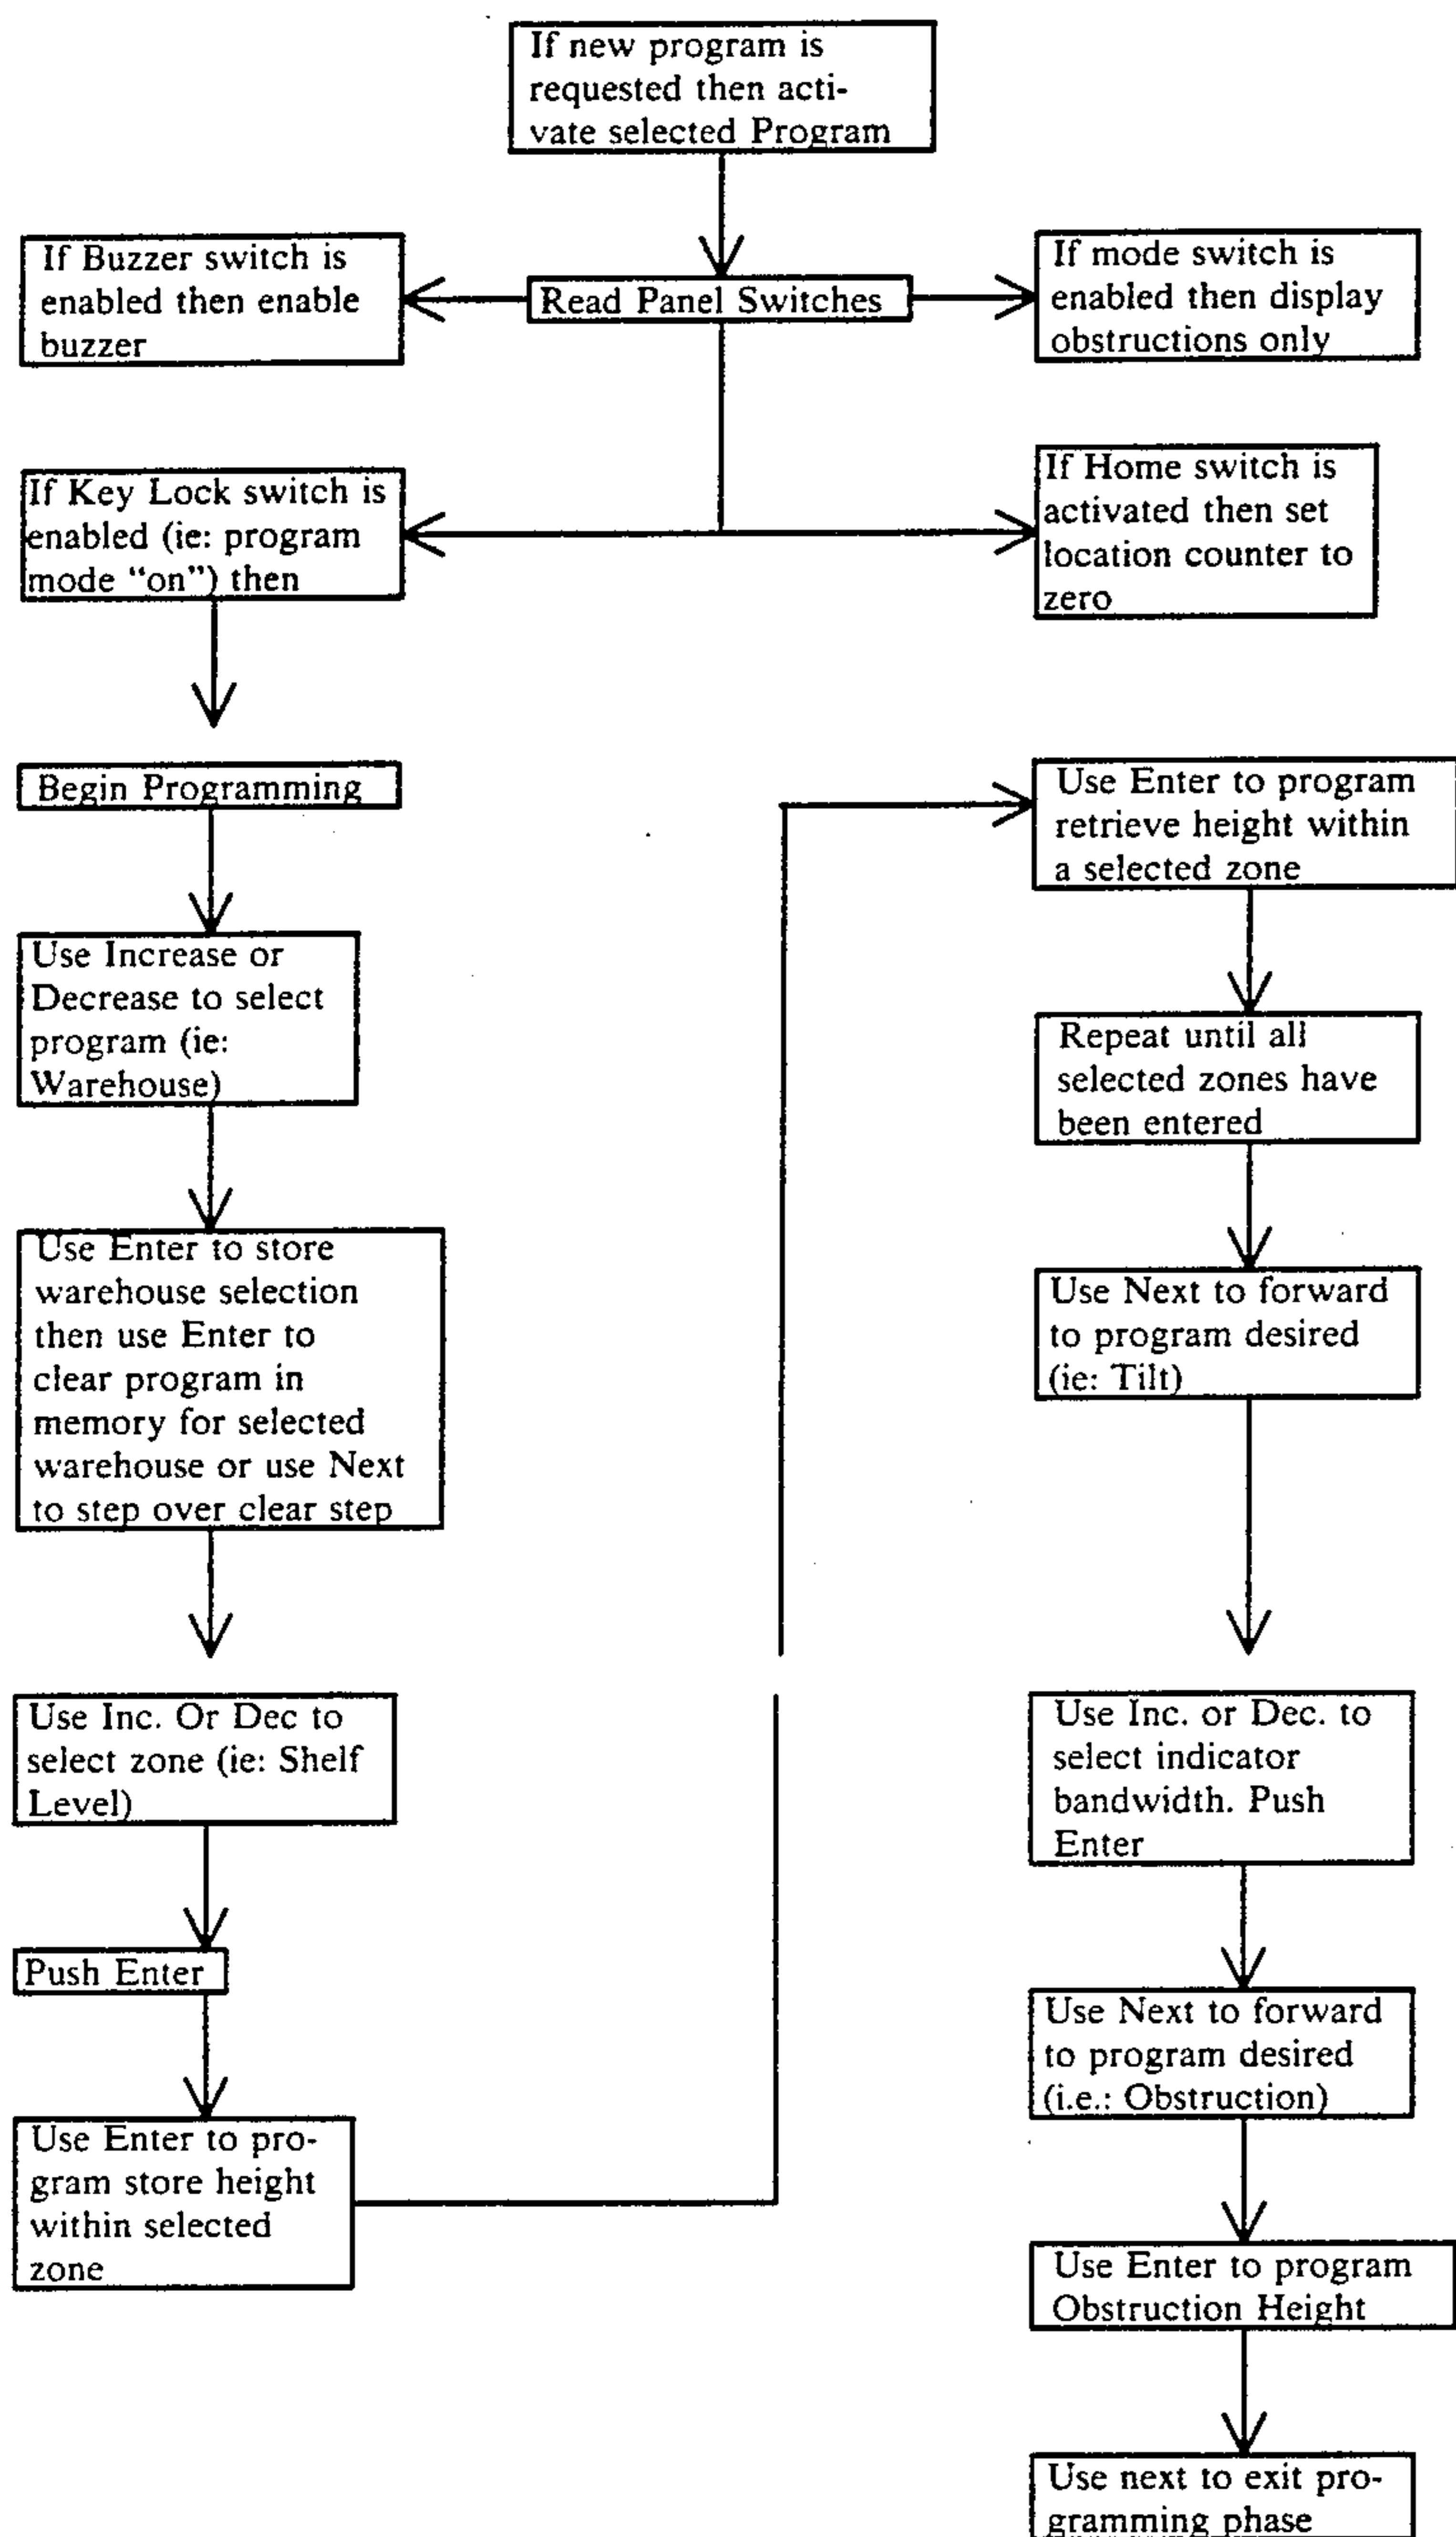 If new program is
requested then acti-
vate selected Program
If Buzzer switch is
enabled then enable
buzzer
Read Panel Switches
If mode switch is
enabled then display
obstructions only
If Key Lock switch is
enabled (ie: program
mode “on”) then
If Home switch is
activated then set
location counter to
zero
Begin Programming
Use Increase or
Decrease to select
program (ie:
Warehouse)
Use Enter to store
warehouse selection
then use Enter to
clear program in
memory for selected
warehouse or use Next
to step over clear step
Use Inc. Or Dec to
select zone (ie: Shelf
Level)
Push Enter
Use Enter to pro-
gram store height
within selected
zone
Use Enter to program
retrieve height within
a selected zone
Repeat until all
selected zones have
been entered
Use Next to forward
to program desired
(ie: Tilt)
Use Inc. or Dec. to
select indicator
bandwidth. Push
Enter
Use Next to forward
to program desired
(i.e.: Obstruction)
Use Enter to program
Obstruction Height
Use next to exit pro-
gramming phase